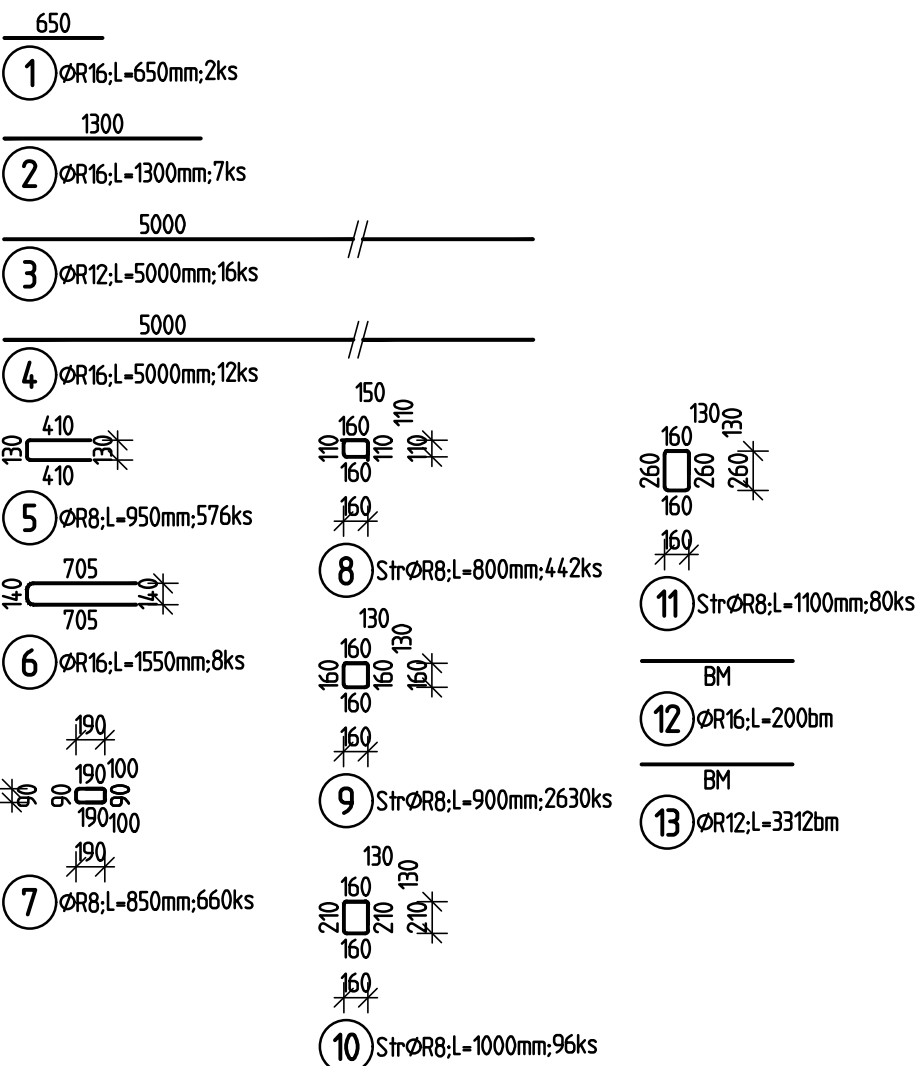 650
1 ØR16;L=650mm;2ks
1300
2 ØR16;L=1300mm;7ks
5000
3 ØR12;L=5000mm;16ks
5000
4 ØR16;L=5000mm;12ks
410
130 130
410
5 ØR8;L=950mm;576ks
705
140 140
705
6 ØR16;L=1550mm;8ks
190
190 100
90 90 90
190 100
190
7 ØR8;L=850mm;660ks
150
160 110
110 110 110
160
160
8 StrØR8;L=800mm;442ks
130
160 130
160 160 160
160
160
9 StrØR8;L=900mm;2630ks
130
160 130
210 210 210
160
160
10 StrØR8;L=1000mm;96ks
130
160 130
260 260 260
160
160
11 StrØR8;L=1100mm;80ks
BM
12 ØR16;L=200bm
BM
13 ØR12;L=3312bm